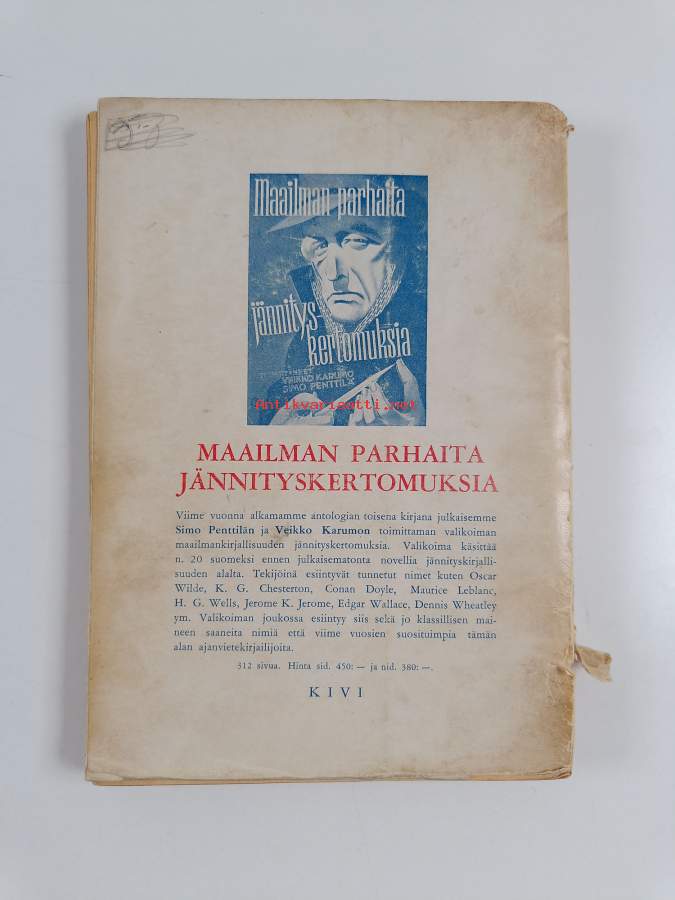 Maailman parhaita
jännitys-
kertomuksia
VEIKKO KARUMO
SIMO PENTTILÄ
Antikvariaatti.net
MAAILMAN PARHAITA
JÄNNITYSKERTOMUKSIA
Viime vuonna alkamamme antologian toisena kirjana julkaisemme
Simo Penttilän ja Veikko Karumon toimittaman valikoiman
maailmankirjallisuuden jännityskertomuksia. Valikoima käsittää
n. 20 suomeksi ennen julkaisematonta novellia jännityskirjalli-
suuden alalta. Tekijöinä esiintyvät tunnetut nimet kuten Oscar
Wilde, K. G. Chesterton, Conan Doyle, Maurice Leblanc,
H. G. Wells, Jerome K. Jerome, Edgar Wallace, Dennis Wheatley
ym. Valikoiman joukossa esiintyy siis sekä jo klassillisen mai-
neen saaneita nimiä että viime vuosien suosituimpia tämän
alan ajanvietekirjailijoita.
312 sivua. Hinta sid. 450: — ja nid. 380: —.
KIVI